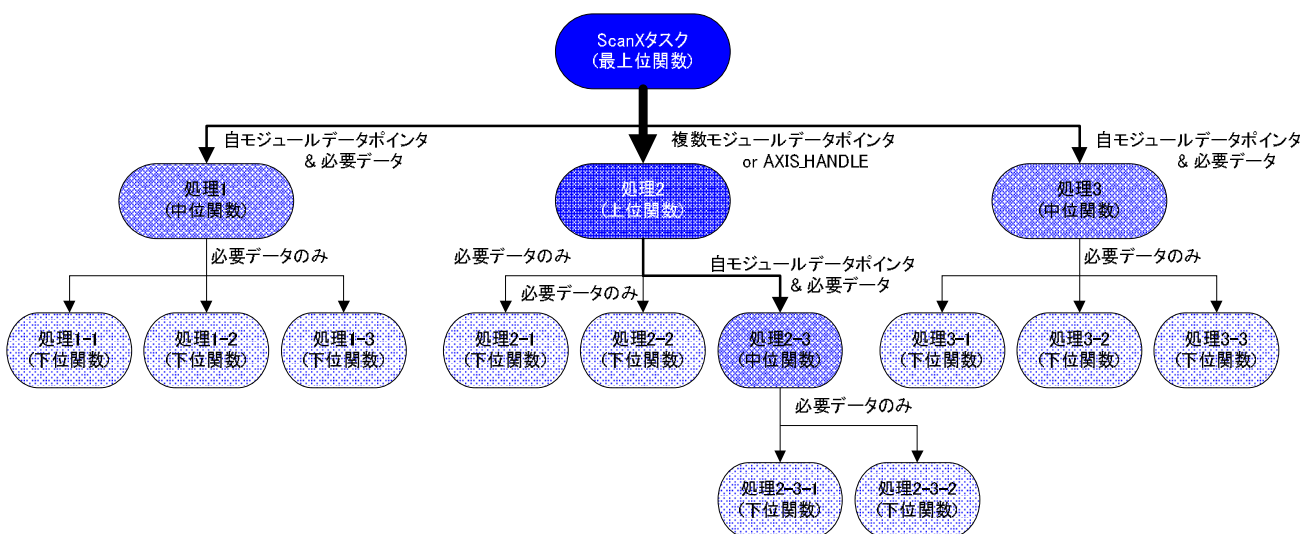 ScanXタスク
(最上位関数)
自モジュールデータポインタ
& 必要データ
複数モジュールデータポインタ
or AXIS_HANDLE
自モジュールデータポインタ
& 必要データ
処理1
(中位関数)
処理2
(上位関数)
処理3
(中位関数)
必要データのみ
必要データのみ
必要データのみ
自モジュールデータポインタ
& 必要データ
必要データのみ
処理1-1
(下位関数)
処理1-2
(下位関数)
処理1-3
(下位関数)
処理2-1
(下位関数)
処理2-2
(下位関数)
処理2-3
(中位関数)
処理3-1
(下位関数)
処理3-2
(下位関数)
処理3-3
(下位関数)
必要データのみ
処理2-3-1
(下位関数)
処理2-3-2
(下位関数)